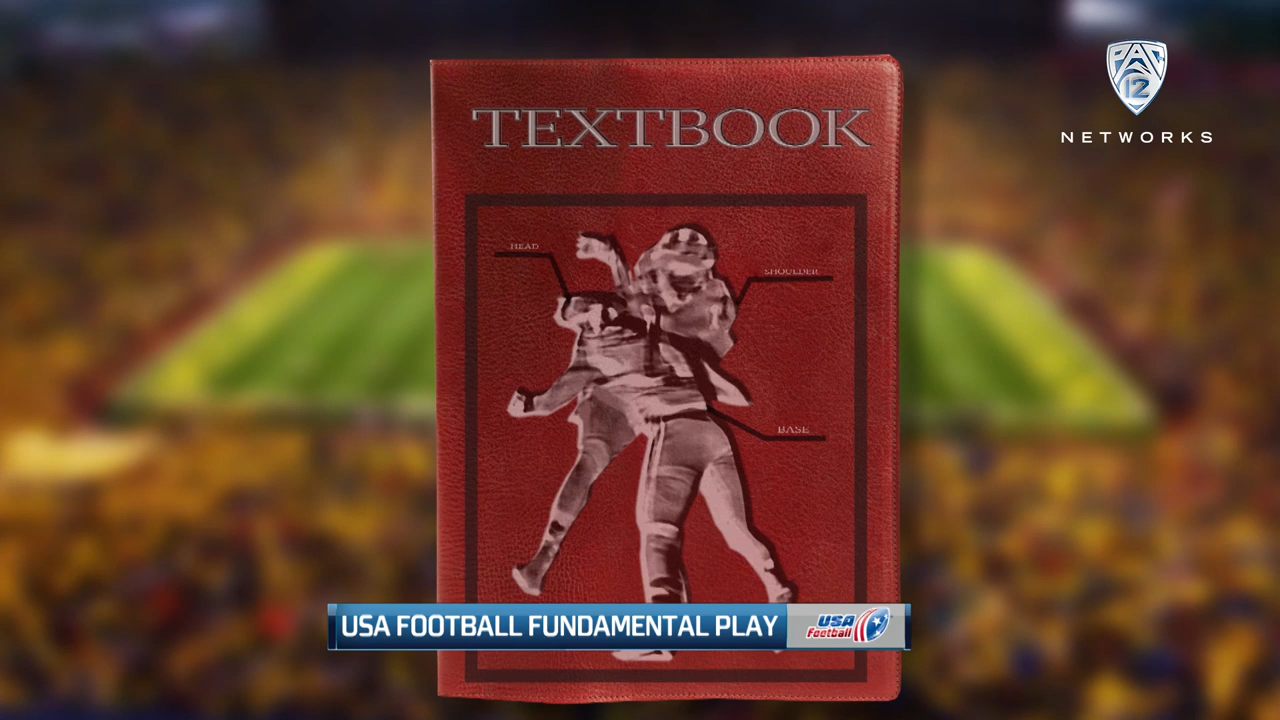 PAC
12
NETWORKS
TEXTBOOK
HEAD
SHOULDER
BASE
USA FOOTBALL FUNDAMENTAL PLAY
USA
Football